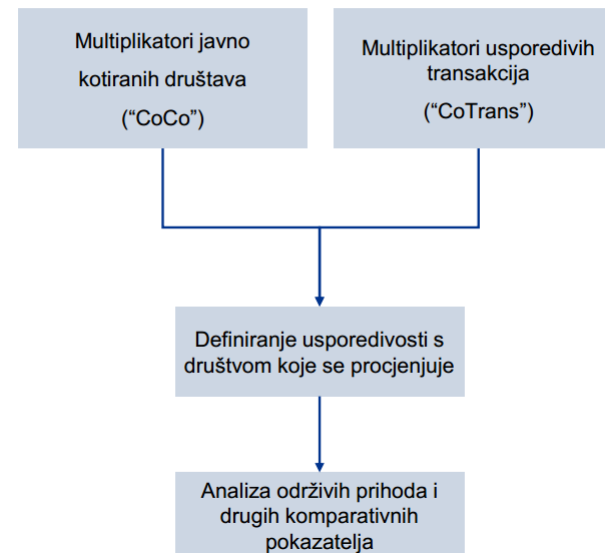 Multiplikatori javno
kotiranih društava
(“CoCo”)
Multiplikatori usporedivih
transakcija
(“CoTrans”)
Definiranje usporedivosti s
društvom koje se procjenjuje
Analiza održivih prihoda i
drugih komparativnih
pokazatelja